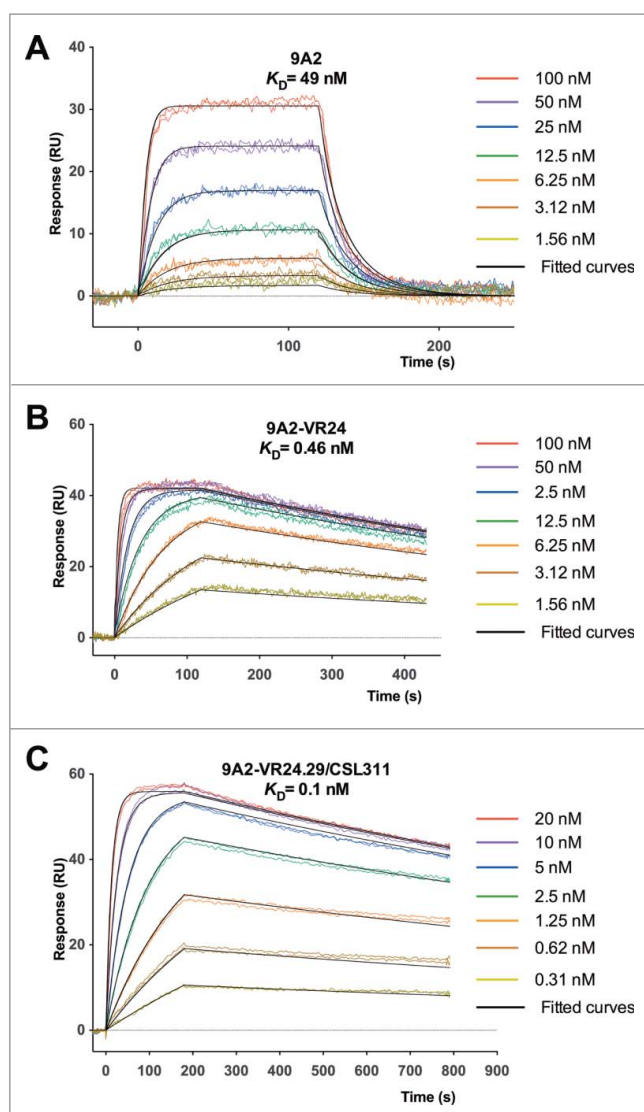 A
9A2
K_D= 49 nM
40
30
20
10
0
0
100
200
Response (RU)
Time (s)
100 nM
50 nM
25 nM
12.5 nM
6.25 nM
3.12 nM
1.56 nM
Fitted curves
B
9A2-VR24
K_D= 0.46 nM
60
40
20
0
0
100
200
300
400
Response (RU)
Time (s)
100 nM
50 nM
2.5 nM
12.5 nM
6.25 nM
3.12 nM
1.56 nM
Fitted curves
C
9A2-VR24.29/CSL311
K_D= 0.1 nM
60
40
20
0
0
100
200
300
400
500
600
700
800
900
Response (RU)
Time (s)
20 nM
10 nM
5 nM
2.5 nM
1.25 nM
0.62 nM
0.31 nM
Fitted curves